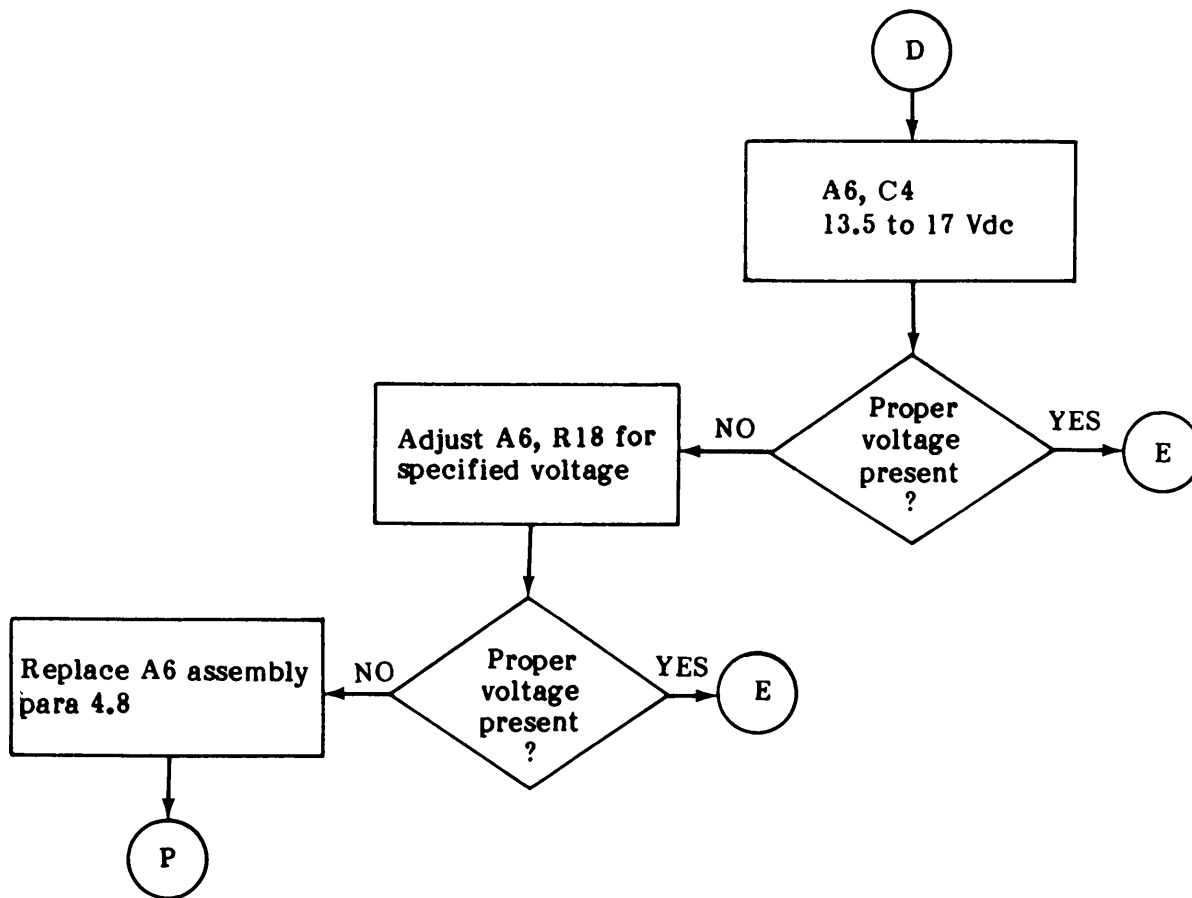 D
A6, C4
13.5 to 17 Vdc
Proper
voltage
present
?
YES
E
NO
Adjust A6, R18 for
specified voltage
Proper
voltage
present
?
YES
E
NO
Replace A6 assembly
para 4.8
P